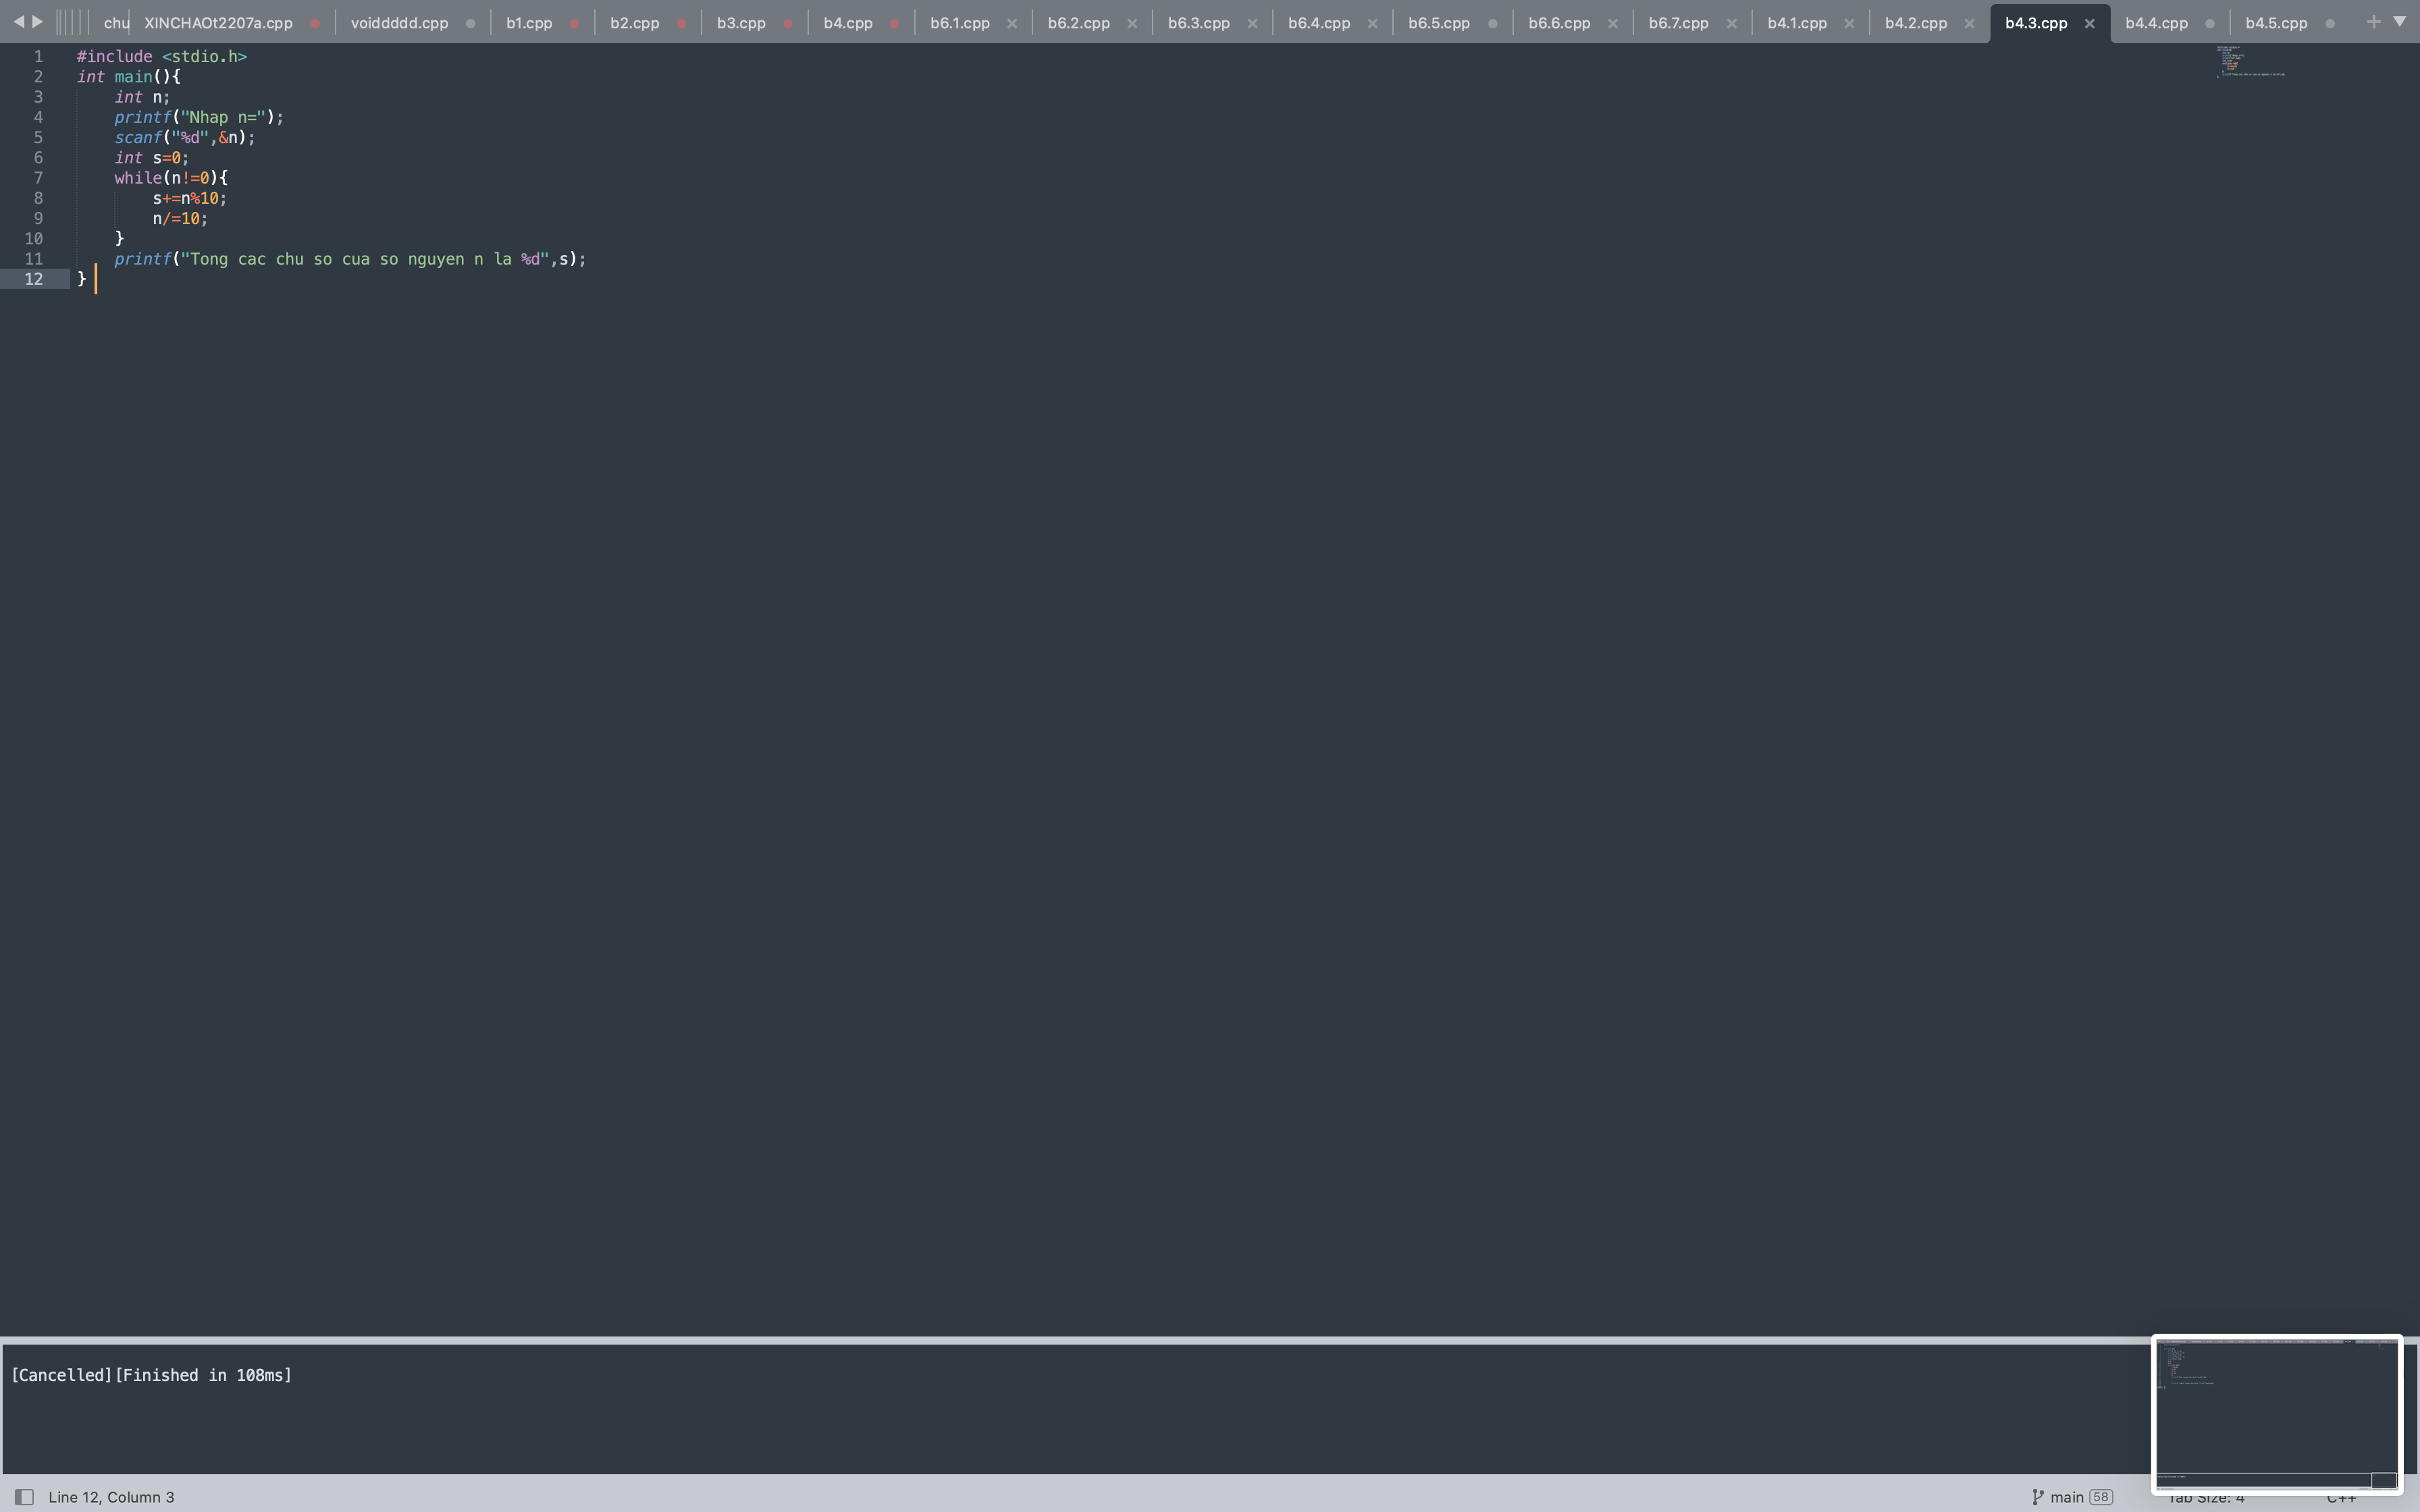 chu XINCHAOt2207a.cpp voiddddd.cpp b1.cpp b2.cpp b3.cpp b4.cpp b6.1.cpp b6.2.cpp b6.3.cpp b6.4.cpp b6.5.cpp b6.6.cpp b6.7.cpp b4.1.cpp b4.2.cpp b4.3.cpp b4.4.cpp b4.5.cpp
1 #include <stdio.h>
2 int main(){
3 int n;
4 printf("Nhap n=");
5 scanf("%d",&n);
6 int s=0;
7 while(n!=0){
8 s+=n%10;
9 n/=10;
10 }
11 printf("Tong cac chu so cua so nguyen n la %d",s);
12 }
[Cancelled][Finished in 108ms]
Line 12, Column 3 main 58 Tab Size: 4 C++